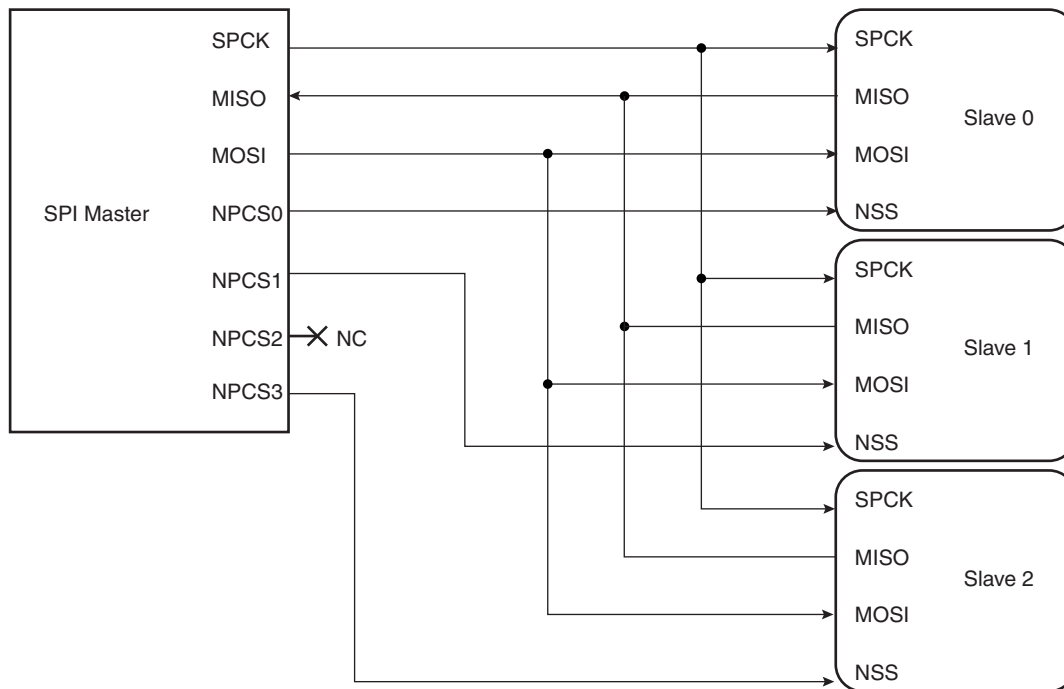 SPI Master
SPCK
MISO
MOSI
NPCS0
NPCS1
NPCS2
NC
NPCS3
SPCK
MISO
Slave 0
MOSI
NSS
SPCK
MISO
Slave 1
MOSI
NSS
SPCK
MISO
Slave 2
MOSI
NSS